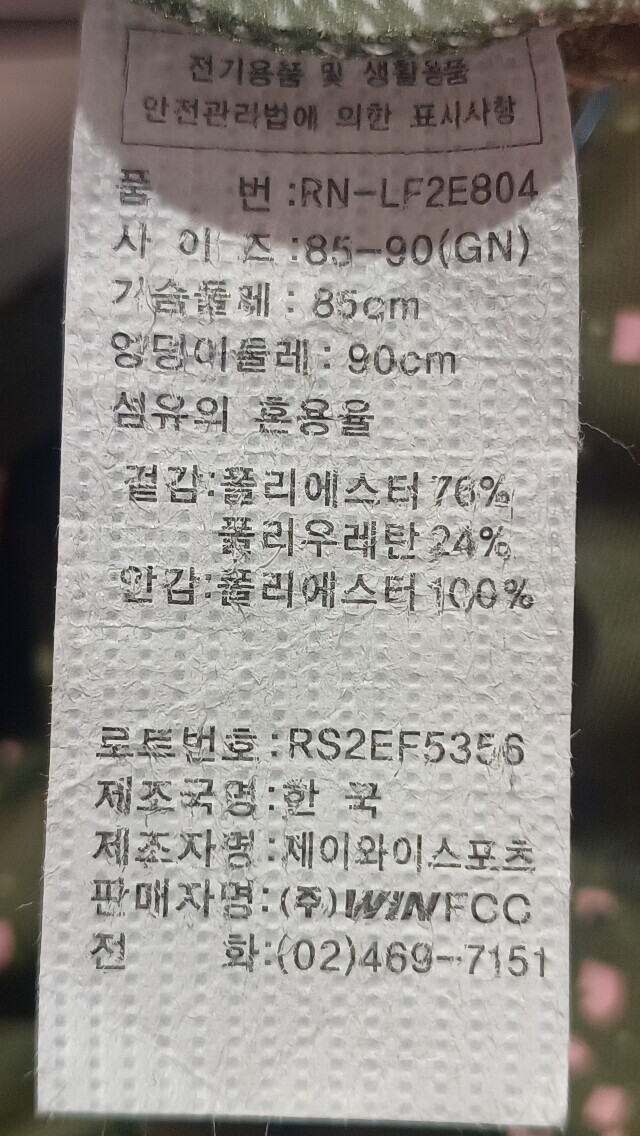 전기용품 및 생활용품
안전관리법에 의한 표시사항
품 번 :RN-LF2E804
사 이 즈 :85-90(GN)
가슴둘레 : 85cm
엉덩이둘레 : 90cm
섬유의 혼용율
겉감:폴리에스터 76%
폴리우레탄 24%
안감:폴리에스터 100%
로트번호 :RS2EF5356
제조국명:한 국
제조자명 :제이와이스포츠
판매자명:(주)WINFCC
전 화:(02)469-7151